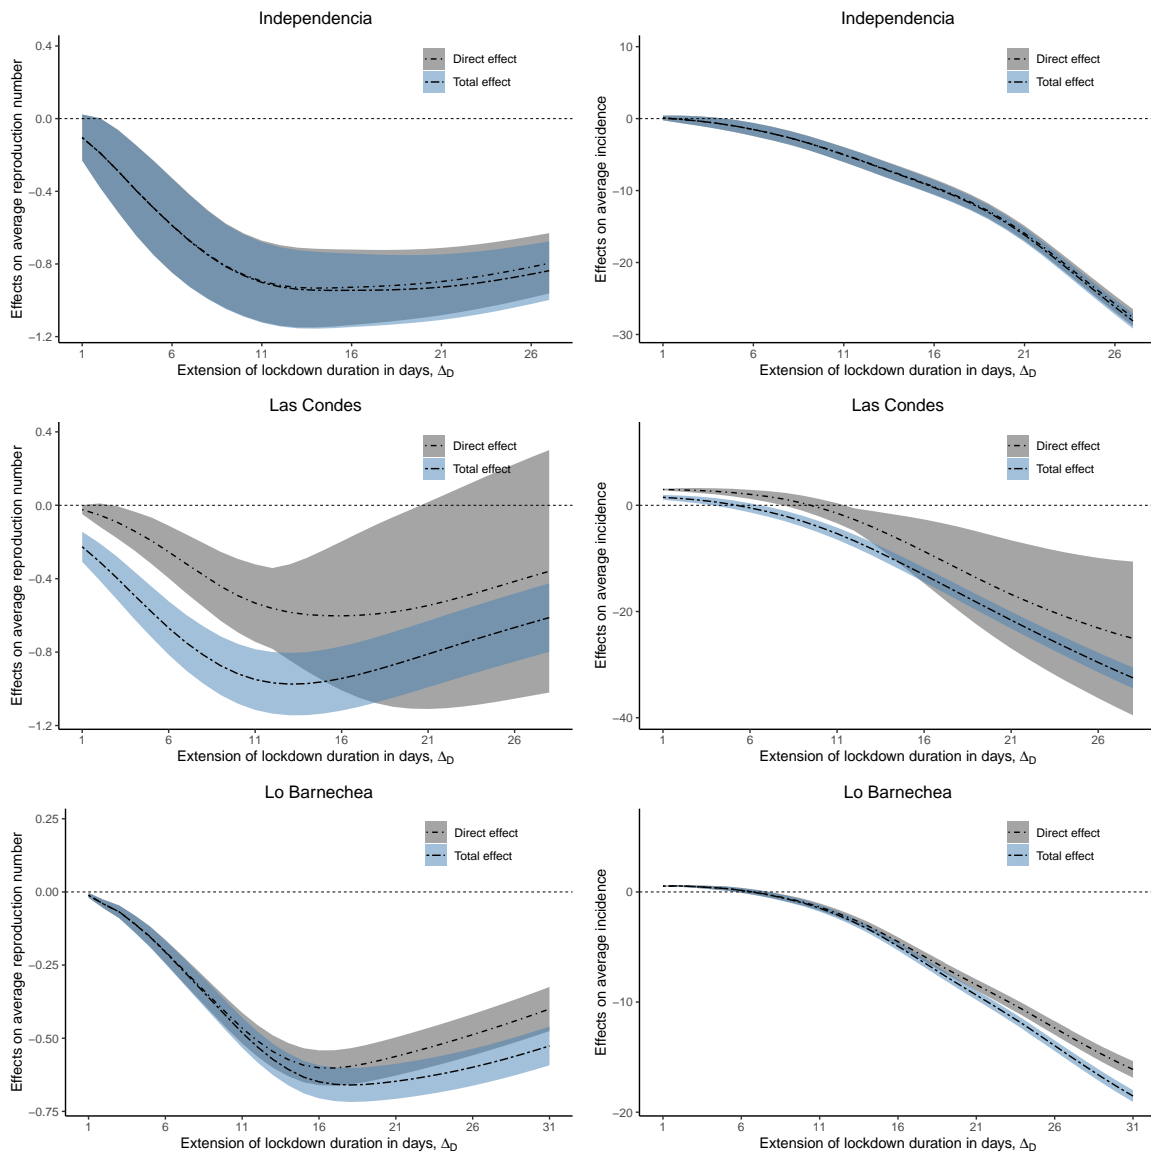 Independencia
Effects on average reproduction number
0.4
0.0
−0.4
−0.8
−1.2
Direct effect
Total effect
1 6 11 16 21 26
Extension of lockdown duration in days, ΔD
Independencia
Effects on average incidence
10
0
−10
−20
−30
Direct effect
Total effect
1 6 11 16 21 26
Extension of lockdown duration in days, ΔD
Las Condes
Effects on average reproduction number
0.4
0.0
−0.4
−0.8
−1.2
Direct effect
Total effect
1 6 11 16 21 26
Extension of lockdown duration in days, ΔD
Las Condes
Effects on average incidence
0
−20
−40
Direct effect
Total effect
1 6 11 16 21 26
Extension of lockdown duration in days, ΔD
Lo Barnechea
Effects on average reproduction number
0.25
0.00
−0.25
−0.50
−0.75
Direct effect
Total effect
1 6 11 16 21 26 31
Extension of lockdown duration in days, ΔD
Lo Barnechea
Effects on average incidence
0
−10
−20
Direct effect
Total effect
1 6 11 16 21 26 31
Extension of lockdown duration in days, ΔD